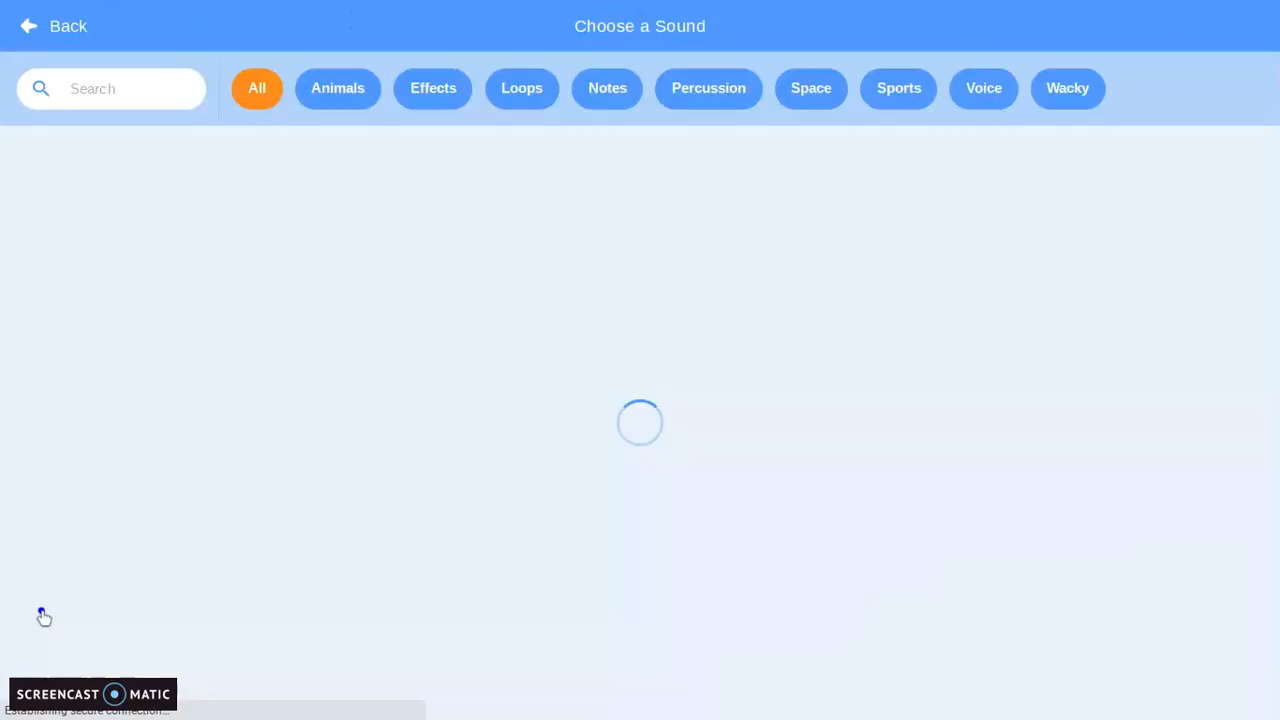 Back
Choose a Sound
Search
All
Animals
Effects
Loops
Notes
Percussion
Space
Sports
Voice
Wacky
SCREENCAST MATIC
Establishing secure connection...